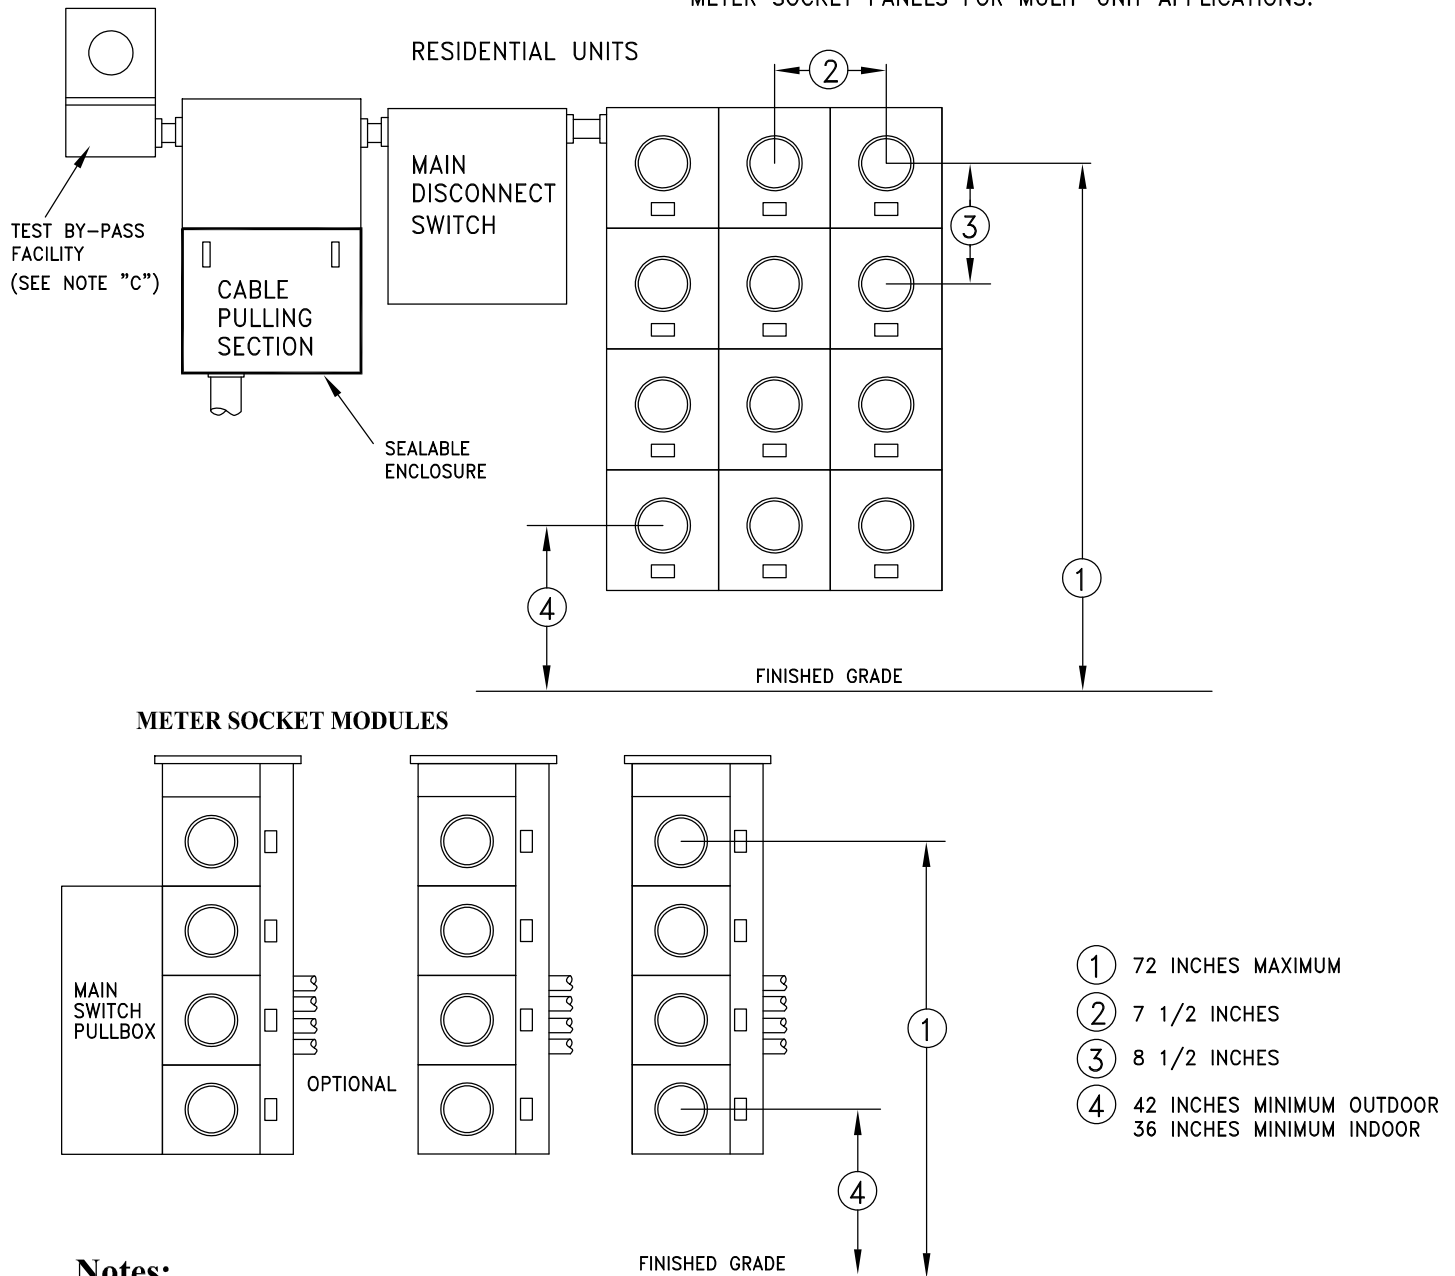 METER SOCKET PANELS FOR MULTI-UNIT APPLICATIONS.
RESIDENTIAL UNITS
2
MAIN
DISCONNECT
SWITCH
3
TEST BY-PASS
FACILITY
(SEE NOTE "C")
CABLE
PULLING
SECTION
SEALABLE
ENCLOSURE
1
4
FINISHED GRADE
METER SOCKET MODULES
MAIN
SWITCH
PULLBOX
OPTIONAL
1
4
1 72 INCHES MAXIMUM
2 7 1/2 INCHES
3 8 1/2 INCHES
4 42 INCHES MINIMUM OUTDOOR
36 INCHES MINIMUM INDOOR
FINISHED GRADE
Notes: